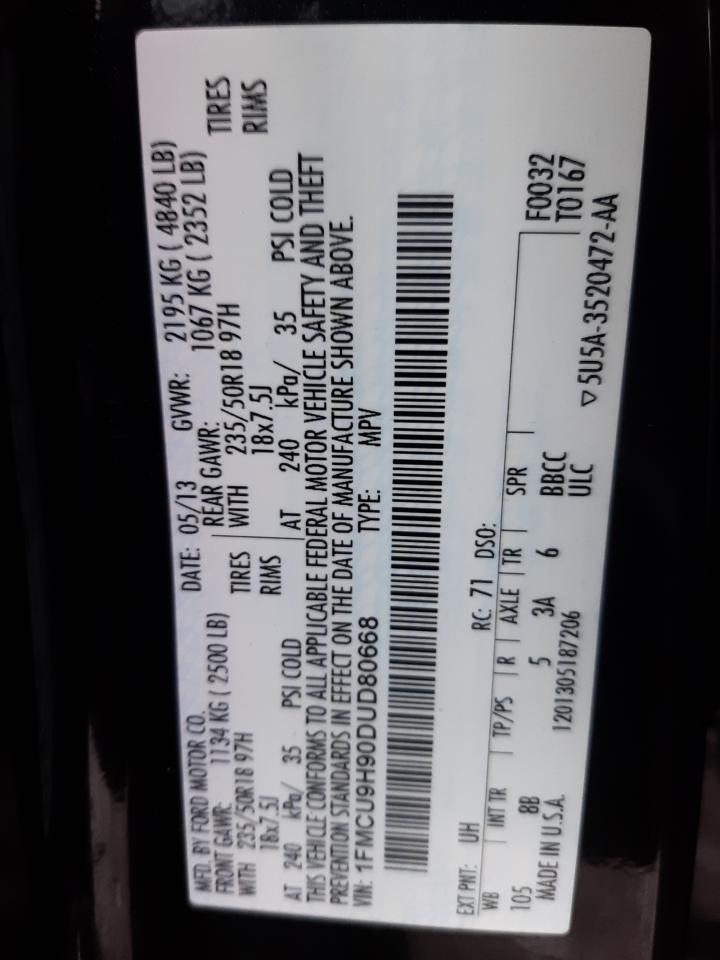 MFD. BY FORD MOTOR CO.
DATE: 05/13 GVWR: 2195 KG ( 4840 LB)
FRONT GAWR: 1134 KG ( 2500 LB)
REAR GAWR: 1067 KG ( 2352 LB)
WITH 235/50R18 97H TIRES
WITH 235/50R18 97H TIRES
18x7.5J RIMS
18x7.5J RIMS
AT 240 kPa/ 35 PSI COLD
AT 240 kPa/ 35 PSI COLD
THIS VEHICLE CONFORMS TO ALL APPLICABLE FEDERAL MOTOR VEHICLE SAFETY AND THEFT
PREVENTION STANDARDS IN EFFECT ON THE DATE OF MANUFACTURE SHOWN ABOVE.
VIN: 1FMCU9H90DUD80668
TYPE: MPV
EXT PNT: UH RC: 71 DSO:
WB INT TR TP/PS R AXLE TR SPR F0032
105 8B 5 3A 6 BBCC T0167
MADE IN U.S.A. 1201305187206 ULC ▽5U5A-3520472-AA